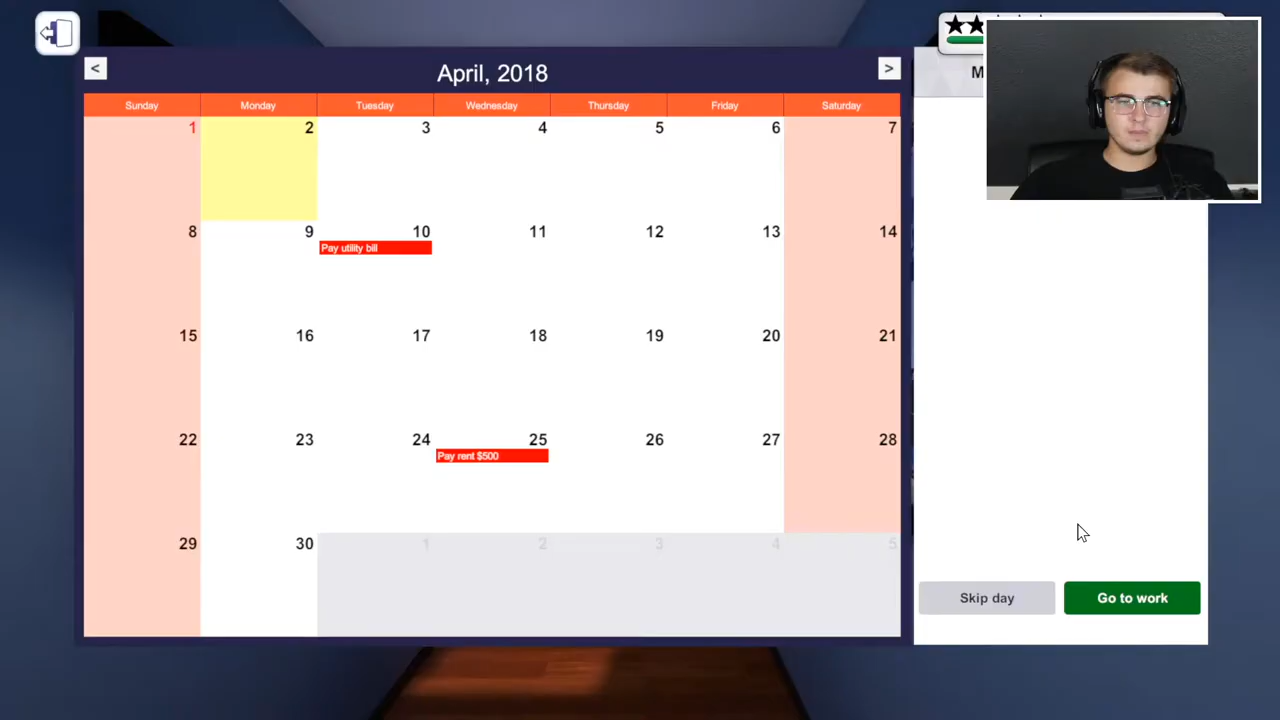 April, 2018
<
>
Sunday Monday Tuesday Wednesday Thursday Friday Saturday
1 2 3 4 5 6 7
8 9 10 11 12 13 14
Pay utility bill
15 16 17 18 19 20 21
22 23 24 25 26 27 28
Pay rent $500
29 30 1 2 3 4 5
Skip day
Go to work